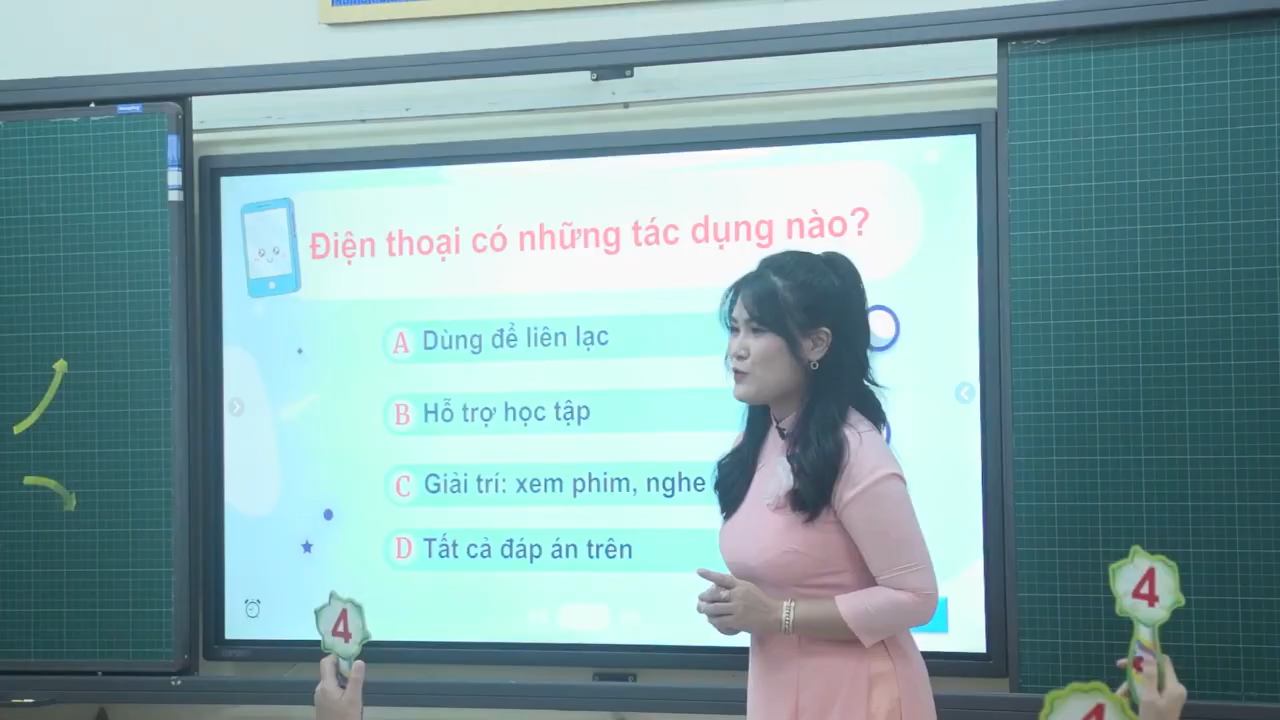 Điện thoại có những tác dụng nào?
A Dùng để liên lạc
B Hỗ trợ học tập
C Giải trí: xem phim, nghe
D Tất cả đáp án trên
4
4
4